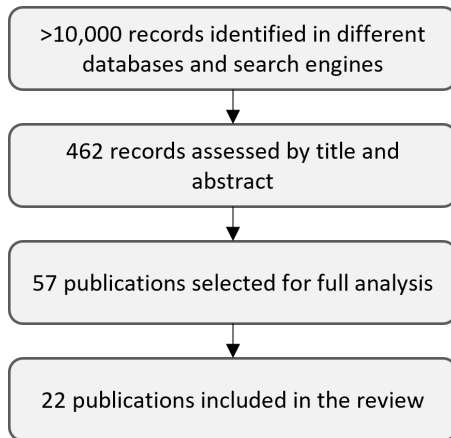 >10,000 records identified in different
databases and search engines
462 records assessed by title and
abstract
57 publications selected for full analysis
22 publications included in the review